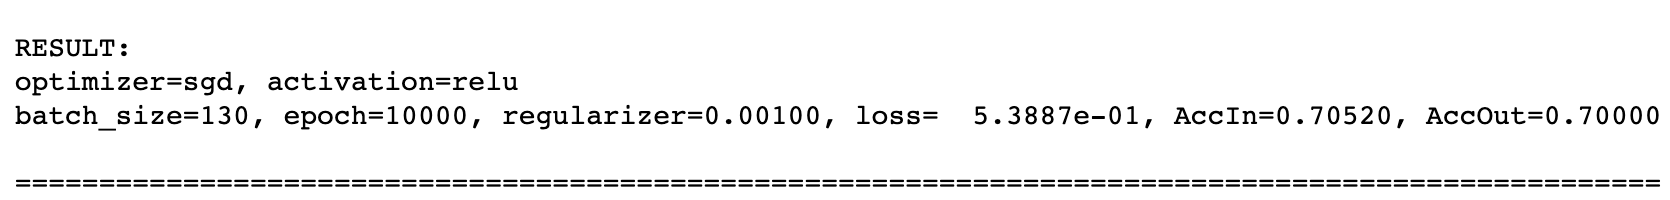 RESULT:
optimizer=sgd, activation=relu
batch_size=130, epoch=10000, regularizer=0.00100, loss=  5.3887e-01, AccIn=0.70520, AccOut=0.70000
==================================================================================================